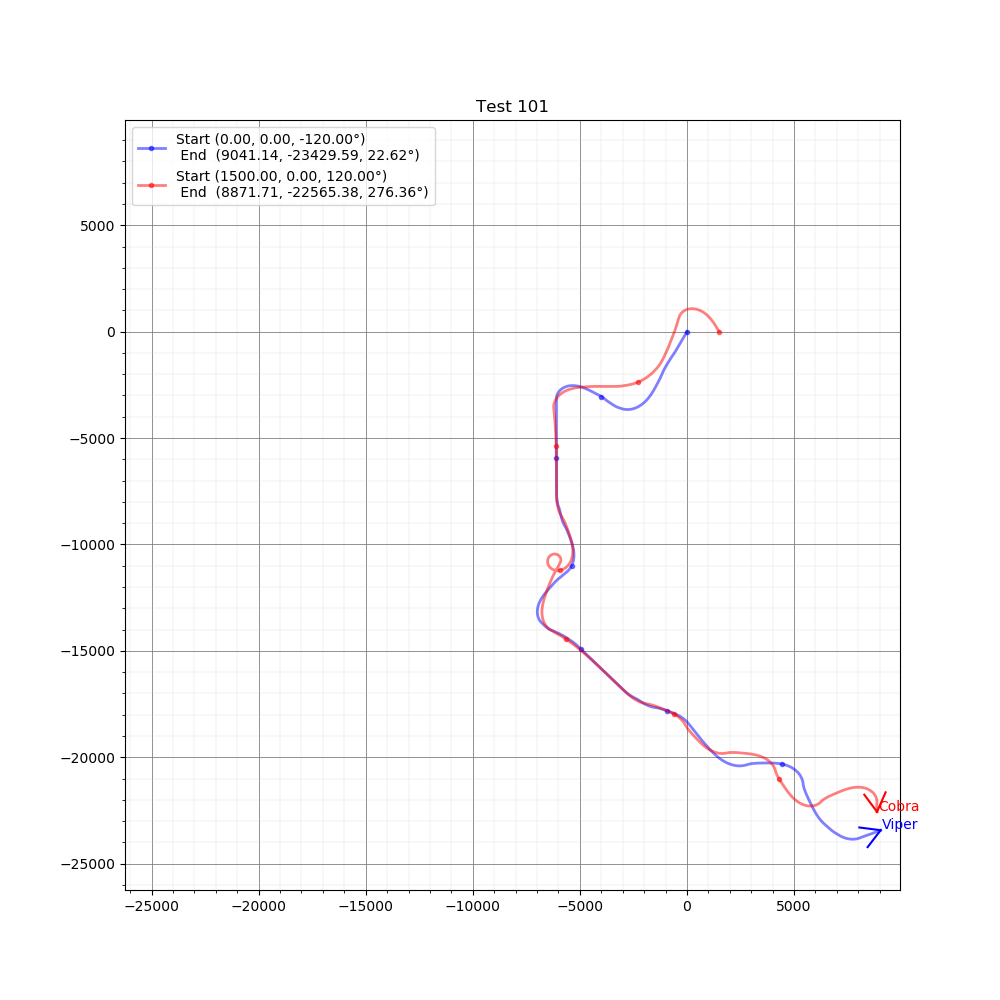 Test 101
Start (0.00, 0.00, -120.00°)
End (9041.14, -23429.59, 22.62°)
Start (1500.00, 0.00, 120.00°)
End (8871.71, -22565.38, 276.36°)
5000
0
−5000
−10000
−15000
−20000
−25000
Cobra
Viper
−25000 −20000 −15000 −10000 −5000 0 5000